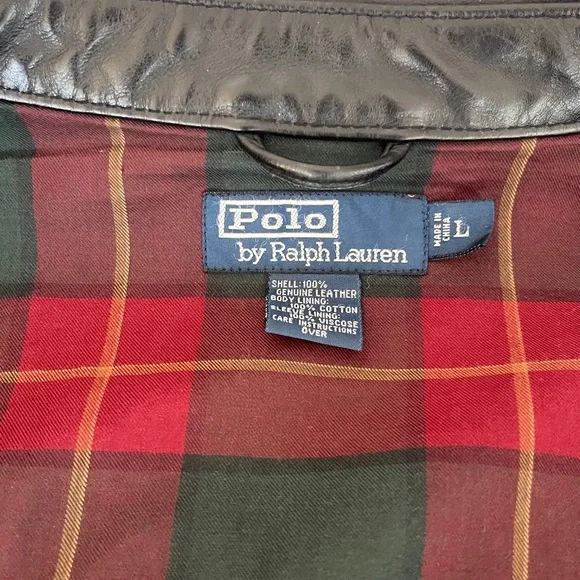 Polo
by Ralph Lauren
MADE IN
CHINA
L
SHELL: 100%
GENUINE LEATHER
BODY LINING:
100% COTTON
SLEEVE LINING:
100% VISCOSE
CARE INSTRUCTIONS
OVER